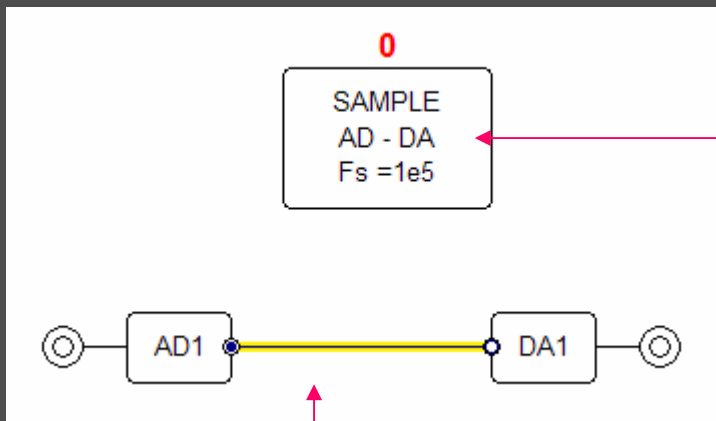 0
SAMPLE
AD - DA
Fs =1e5
AD1
DA1